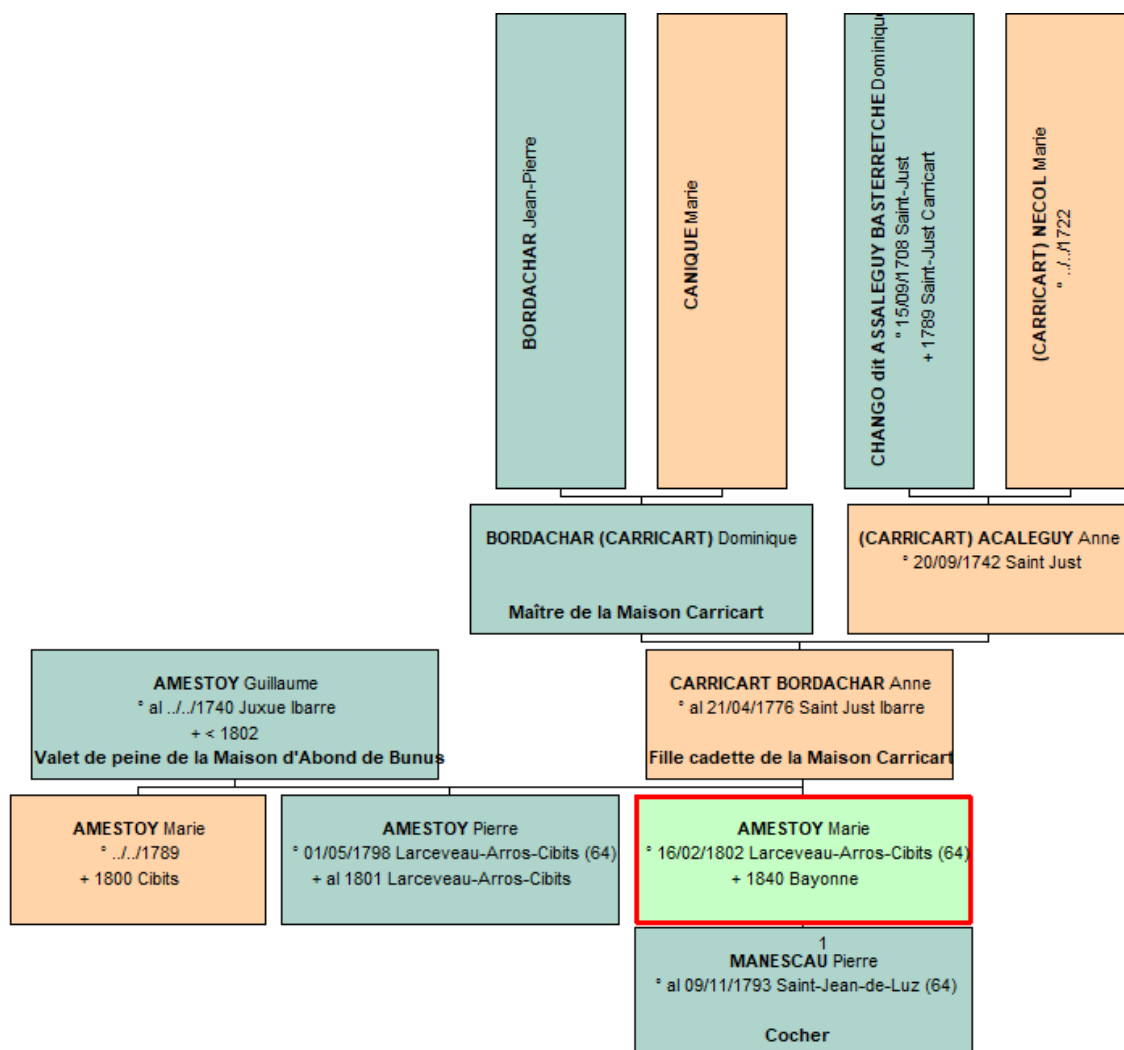 BORDACHAR Jean-Pierre
CANIQUE Marie
CHANGO dit ASSALEGUY BASTERRETCHE Dominique
° 15/09/1708 Saint-Just
+ 1789 Saint-Just Carricart
(CARRICART) NECOL Marie
° ../../1722
BORDACHAR (CARRICART) Dominique
Maître de la Maison Carricart
(CARRICART) ACALEGUY Anne
° 20/09/1742 Saint Just
AMESTOY Guillaume
° al ../../1740 Juxue Ibarre
+ < 1802
Valet de peine de la Maison d'Abond de Bunus
CARRICART BORDACHAR Anne
° al 21/04/1776 Saint Just Ibarre
Fille cadette de la Maison Carricart
AMESTOY Marie
° ../../1789
+ 1800 Cibits
AMESTOY Pierre
° 01/05/1798 Larceveau-Arros-Cibits (64)
+ al 1801 Larceveau-Arros-Cibits
AMESTOY Marie
° 16/02/1802 Larceveau-Arros-Cibits (64)
+ 1840 Bayonne
1
MANESCAU Pierre
° al 09/11/1793 Saint-Jean-de-Luz (64)
Cocher